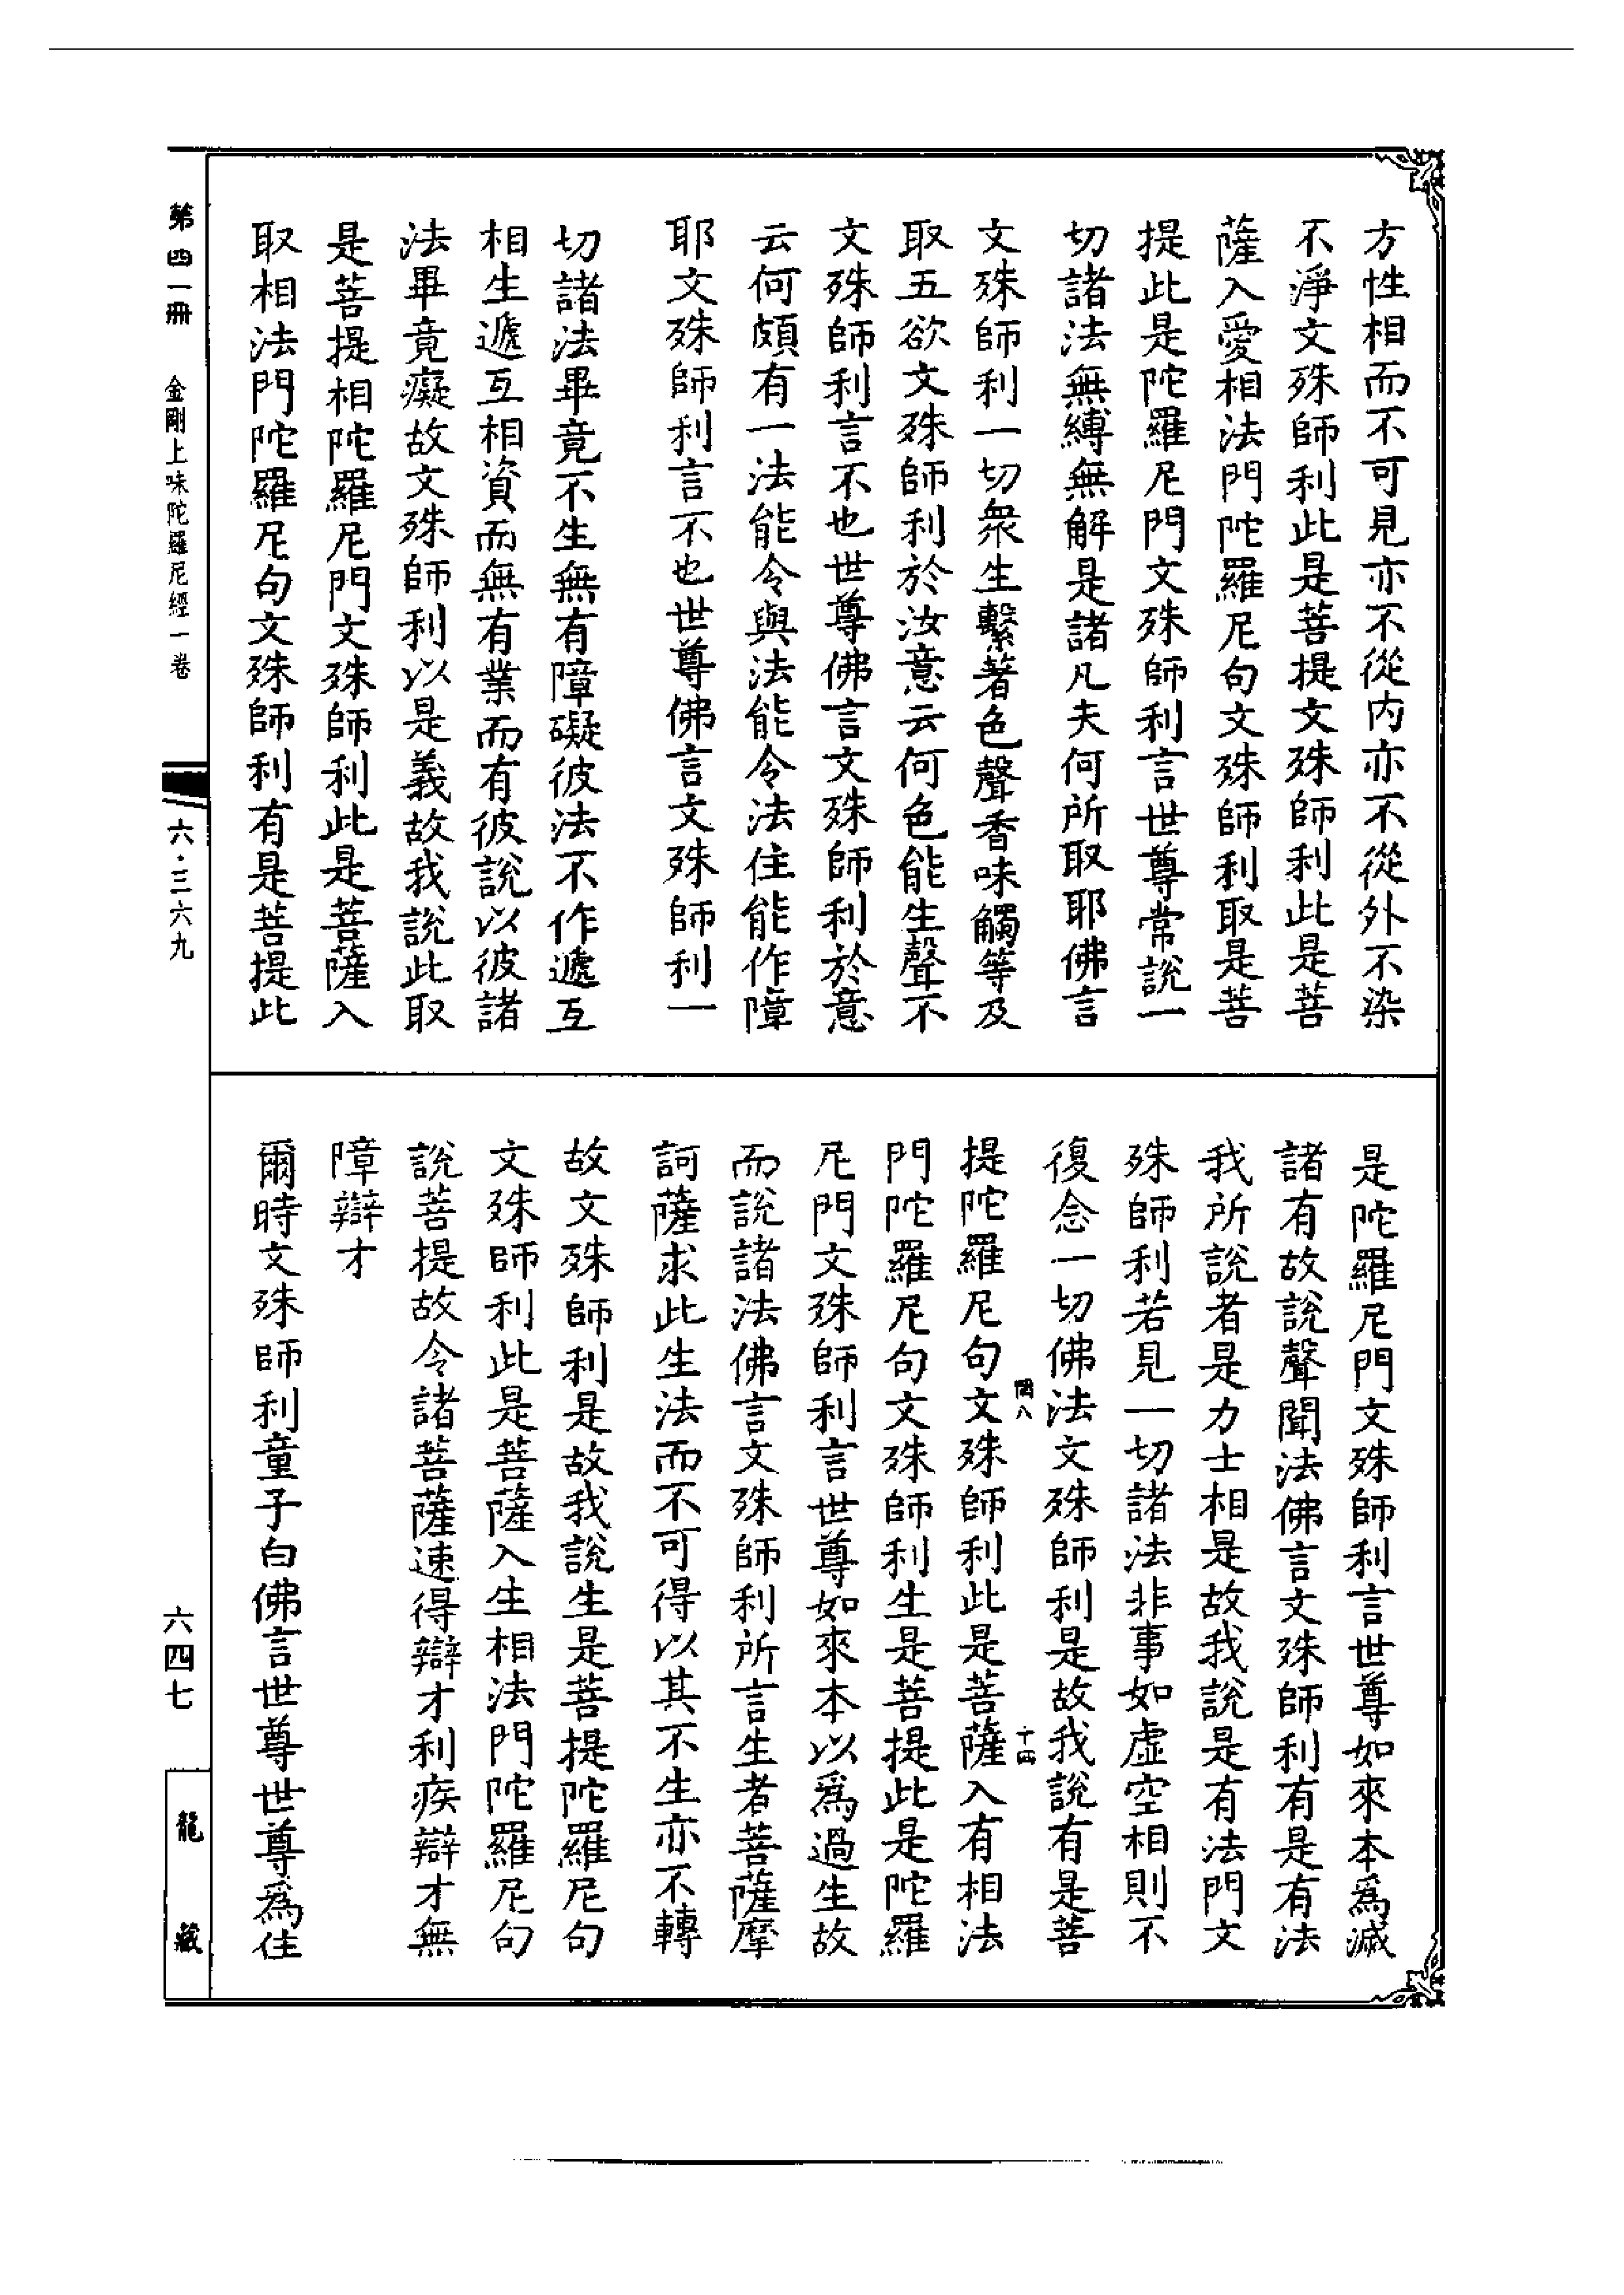 方性相而不可見亦不從内亦不從外不染
不淨文殊師利此是菩提文殊師利此是菩
薩入愛相法門陀羅尼句文殊師利取是菩
提此是陀羅尼門文殊師利言世尊常說一
切諸法無縛無解是諸凡夫何所取耶佛言
文殊師利一切衆生繫著色聲香味觸等及
取五欲文殊師利於汝意云何色能生聲不
文殊師利言不也世尊佛言文殊師利於意
云何頗有一法能令與法能令法住能作障
耶文殊師利言不也世尊佛言文殊師利一
切諸法畢竟不生無有障礙彼法不作遞互
相生遞互相資而無有業而有彼說以彼諸
法畢竟癡故文殊師利以是義故我說此取
是菩提相陀羅尼門文殊師利此是菩薩入
取相法門陀羅尼句文殊師利有是菩提此
是陀羅尼門文殊師利言世尊如來本爲滅
諸有故說聲聞法佛言文殊師利有是有法
我所說者是力士相是故我說是有法門文
殊師利若見一切諸法非事如虛空相則不
復念一切佛法文殊師利是故我說有是菩
提陀羅尼句文殊師利此是菩薩入有相法
門陀羅尼句文殊師利生是菩提此是陀羅
尼門文殊師利言世尊如來本以爲過生故
而說諸法佛言文殊師利所言生者菩薩摩
訶薩求此生法而不可得以其不生亦不轉
故文殊師利是故我說生是菩提陀羅尼句
文殊師利此是菩薩入生相法門陀羅尼句
說菩提故令諸菩薩速得辯才利疾辯才無
障辯才
爾時文殊師利童子白佛言世尊世尊爲住
第四一冊 金剛上味陀羅尼經一卷
六·三六九
六四七
龍藏